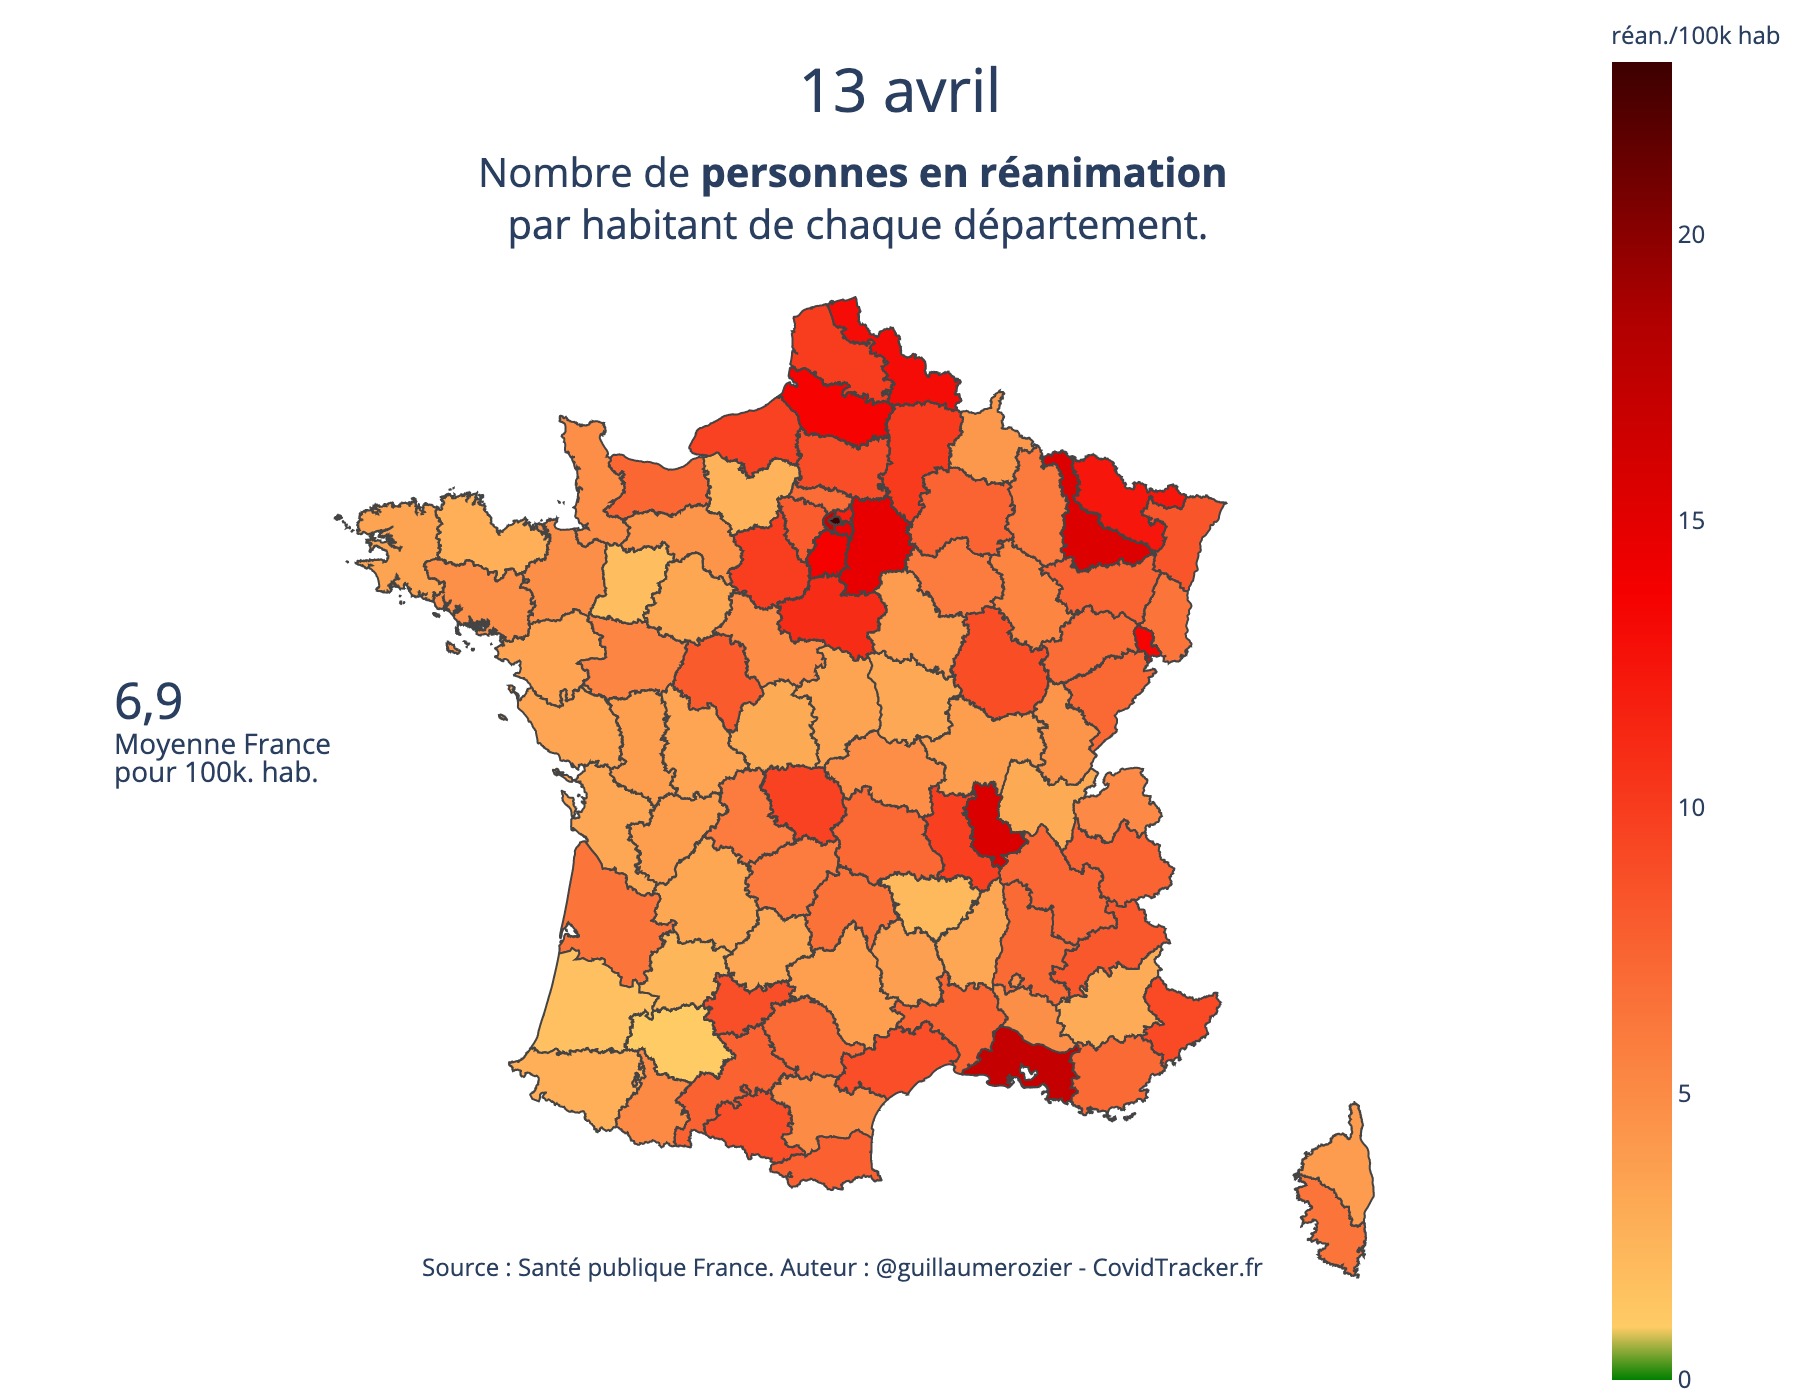 réan./100k hab
13 avril
Nombre de personnes en réanimation
par habitant de chaque département.
20
15
6,9
Moyenne France
pour 100k. hab.
10
5
Source : Santé publique France. Auteur : @guillaumerozier - CovidTracker.fr
0